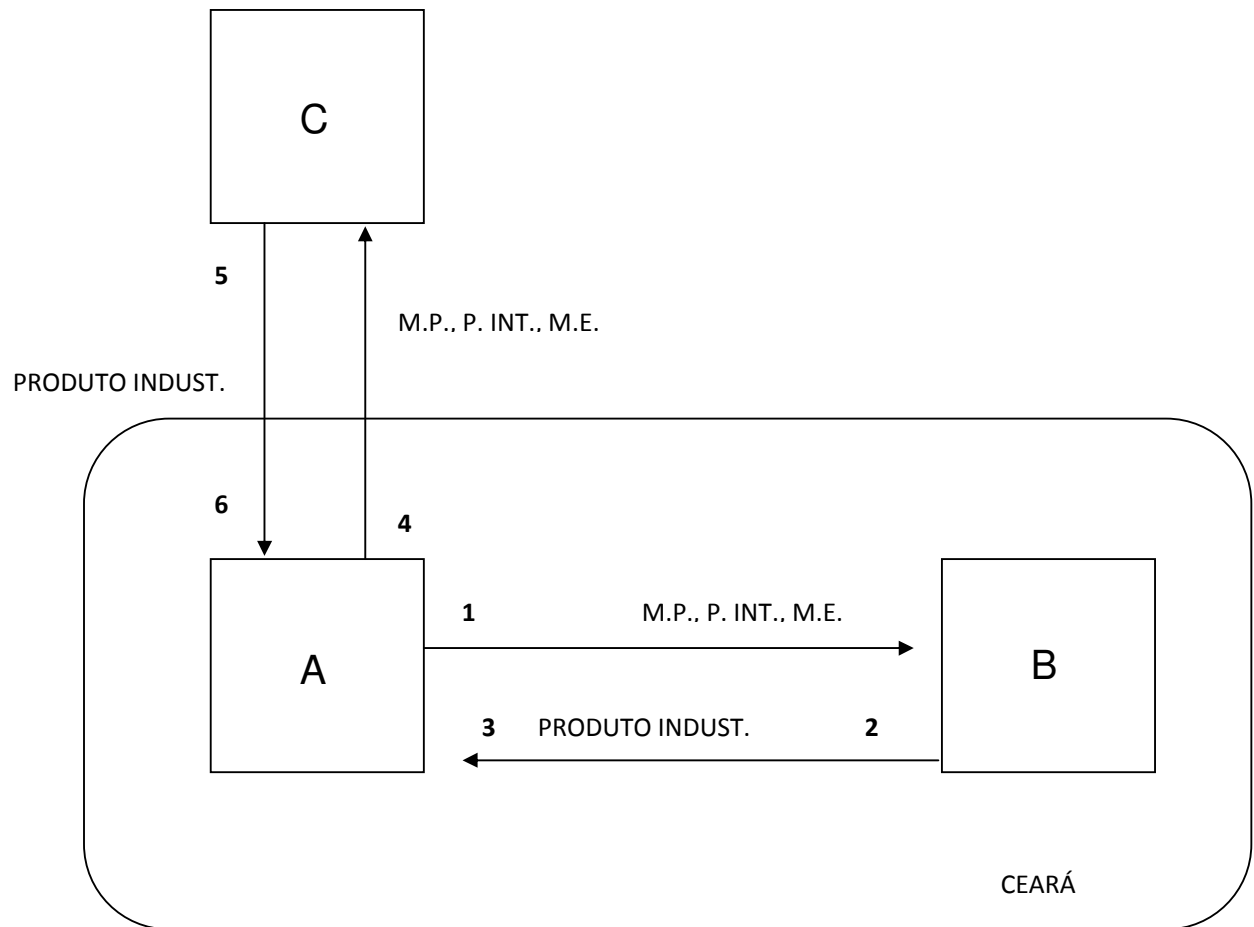 C
5
M.P., P. INT., M.E.
PRODUTO INDUST.
6
4
1 M.P., P. INT., M.E.
A
B
3 PRODUTO INDUST. 2
CEARÁ